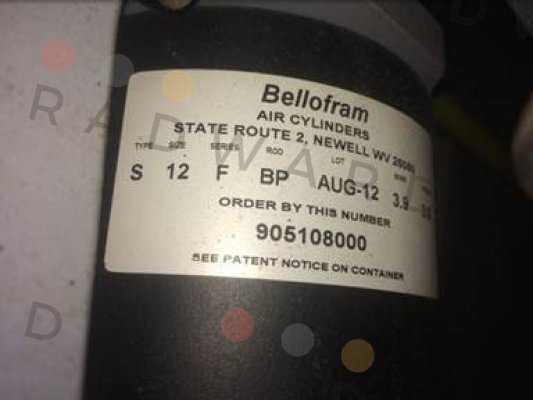 Bellofram
AIR CYLINDERS
STATE ROUTE 2, NEWELL WV
TYPE SIZE SERIES ROD LOT
S 12 F BP AUG-12 3.9
ORDER BY THIS NUMBER
905108000
SEE PATENT NOTICE ON CONTAINER
RADWARD